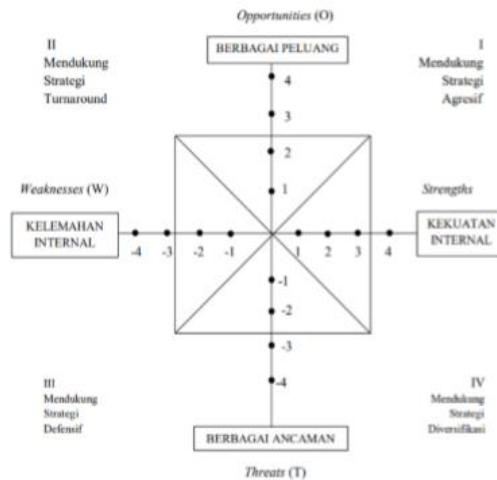 Opportunities (O)
BERBAGAI PELUANG
II
Mendukung
Strategi
Turnaround
I
Mendukung
Strategi
Agresif
4
3
2
1
Weaknesses (W)
Strengths
KELEMAHAN
INTERNAL
KEKUATAN
INTERNAL
-4 -3 -2 -1 1 2 3 4
-1
-2
-3
-4
III
Mendukung
Strategi
Defensif
IV
Mendukung
Strategi
Diversifikasi
BERBAGAI ANCAMAN
Threats (T)